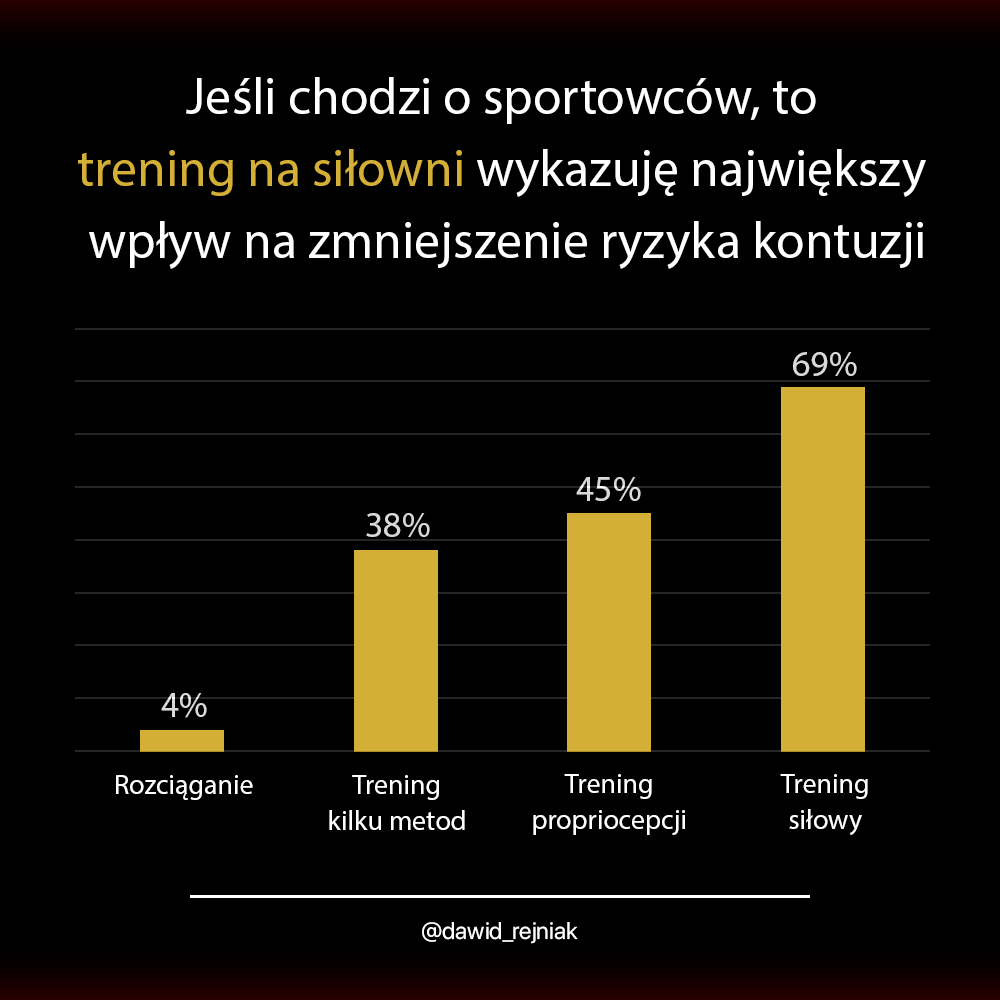 Jeśli chodzi o sportowców, to
trening na siłowni wykazuję największy
wpływ na zmniejszenie ryzyka kontuzji
69%
45%
38%
4%
Rozciąganie
Trening
kilku metod
Trening
propriocepcji
Trening
siłowy
@dawid_rejniak